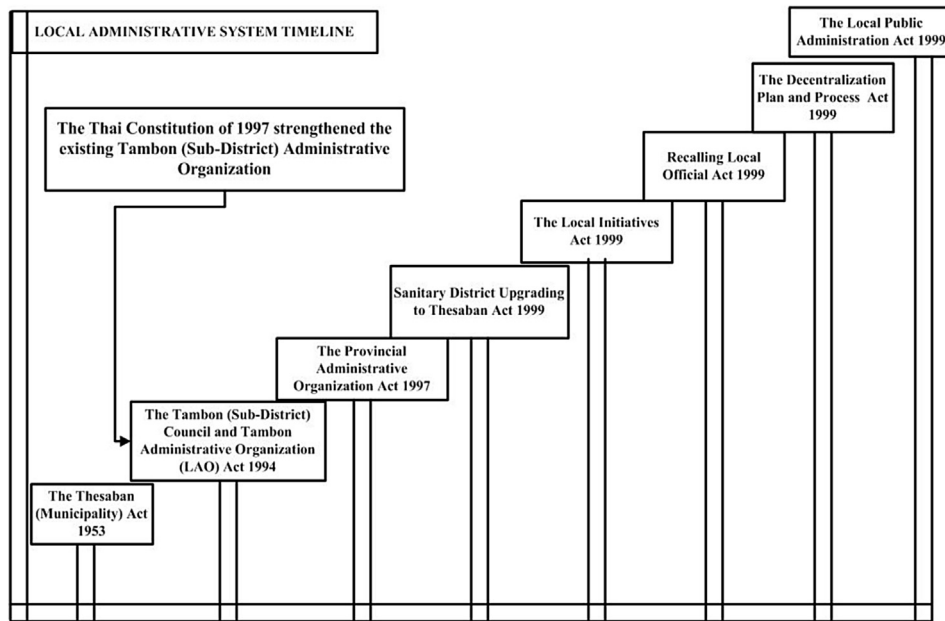 LOCAL ADMINISTRATIVE SYSTEM TIMELINE
The Local Public
Administration Act 1999
The Decentralization
Plan and Process Act
1999
The Thai Constitution of 1997 strengthened the
existing Tambon (Sub-District) Administrative
Organization
Recalling Local
Official Act 1999
The Local Initiatives
Act 1999
Sanitary District Upgrading
to Thesaban Act 1999
The Provincial
Administrative
Organization Act 1997
The Tambon (Sub-District)
Council and Tambon
Administrative Organization
(LAO) Act 1994
The Thesaban
(Municipality) Act
1953